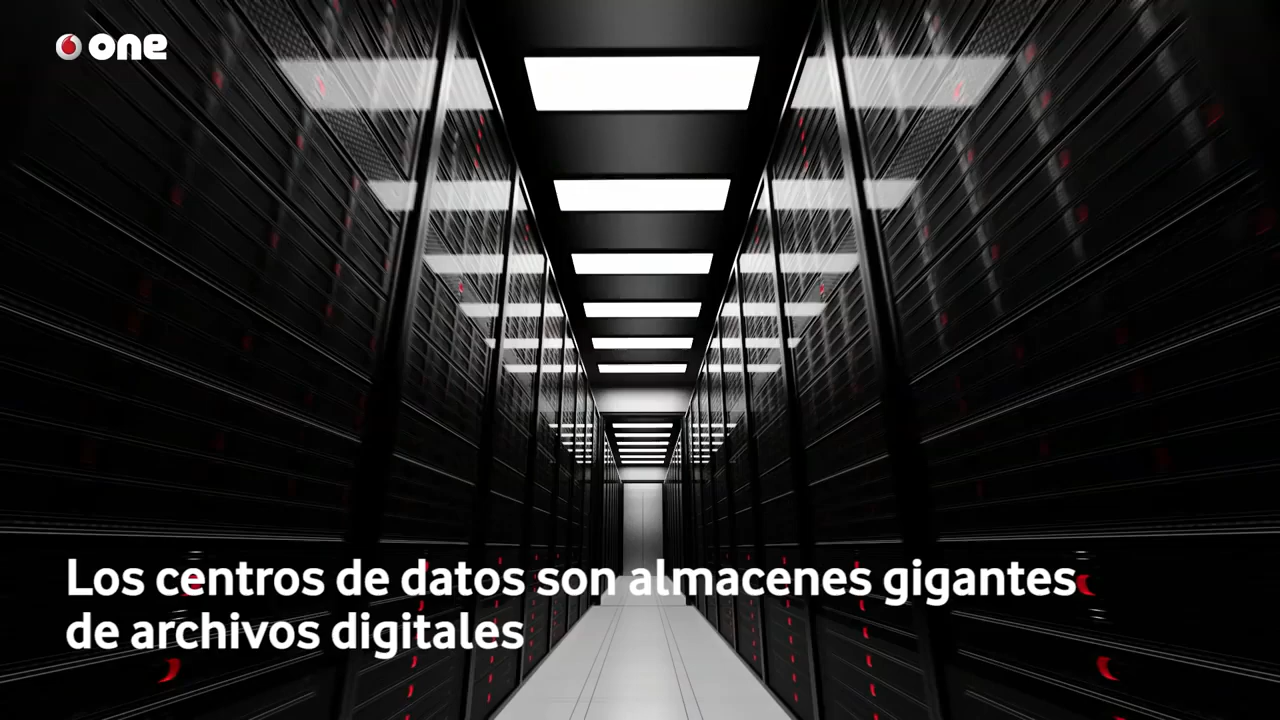 one
Los centros de datos son almacenes gigantes
de archivos digitales